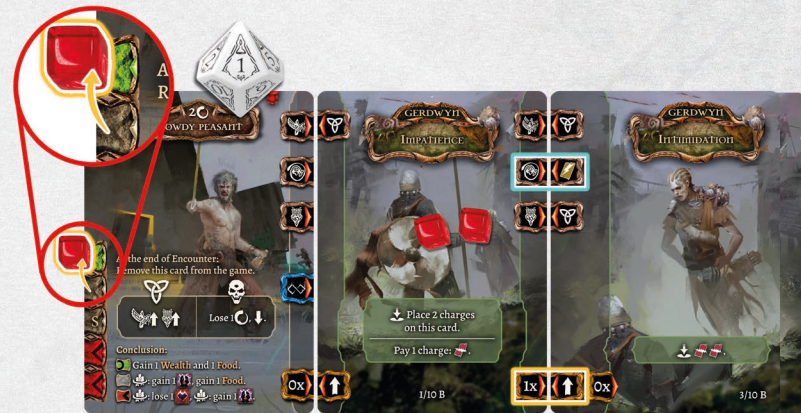 A
R
1
2
OWDY PEASANT
At the end of Encounter:
Remove this card from the game.
Lose 1, .
S
Conclusion:
Gain 1 Wealth and 1 Food.
: gain 1, gain 1 Food.
: lose 1, : gain 1.
0x
GERDWYN
IMPATIENCE
Place 2 charges
on this card.
Pay 1 charge: .
1/10 B
1x
GERDWYN
INTIMIDATION
0x
3/10 B